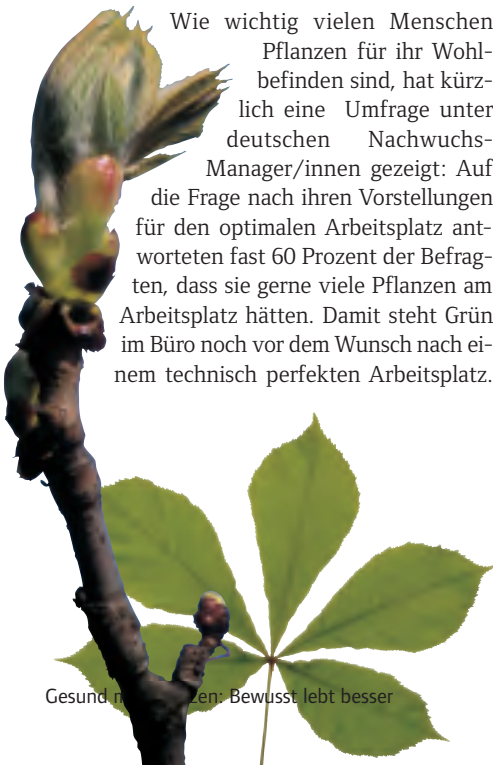 Wie wichtig vielen Menschen
Pflanzen für ihr Wohl-
befinden sind, hat kürz-
lich eine Umfrage unter
deutschen Nachwuchs-
Manager/innen gezeigt: Auf
die Frage nach ihren Vorstellungen
für den optimalen Arbeitsplatz ant-
worteten fast 60 Prozent der Befrag-
ten, dass sie gerne viele Pflanzen am
Arbeitsplatz hätten. Damit steht Grün
im Büro noch vor dem Wunsch nach ei-
nem technisch perfekten Arbeitsplatz.
Gesund : Bewusst lebt besser